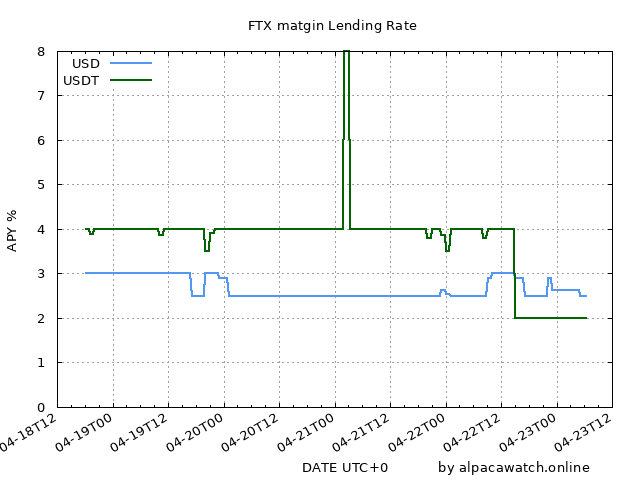 FTX matgin Lending Rate
USD
USDT
8
7
6
5
4
3
2
1
0
APY %
04-18T12
04-19T00
04-19T12
04-20T00
04-20T12
04-21T00
04-21T12
04-22T00
04-22T12
04-23T00
04-23T12
DATE UTC+0
by alpacawatch.online